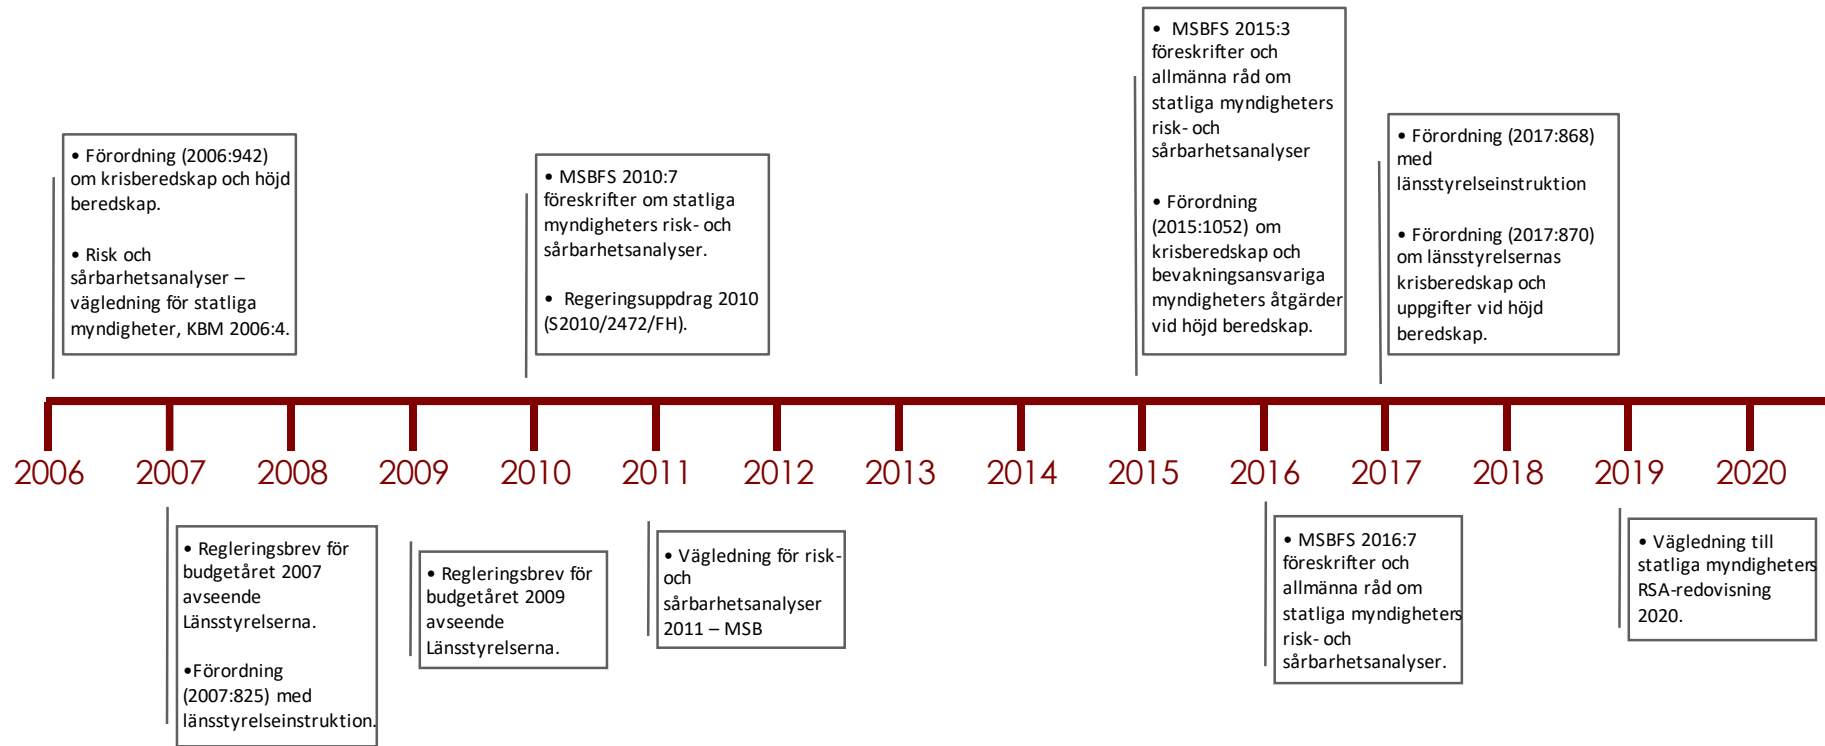 • Förordning (2006:942)
om krisberedskap och höjd
beredskap.
• Risk och
sårbarhetsanalyser –
vägledning för statliga
myndigheter, KBM 2006:4.
• MSBFS 2010:7
föreskrifter om statliga
myndigheters risk- och
sårbarhetsanalyser.
• Regeringsuppdrag 2010
(S2010/2472/FH).
• MSBFS 2015:3
föreskrifter och
allmänna råd om
statliga myndigheters
risk- och
sårbarhetsanalyser
• Förordning
(2015:1052) om
krisberedskap och
bevakningsansvariga
myndigheters åtgärder
vid höjd beredskap.
• Förordning (2017:868)
med
länsstyrelseinstruktion
• Förordning (2017:870)
om länsstyrelsernas
krisberedskap och
uppgifter vid höjd
beredskap.
2006 2007 2008 2009 2010 2011 2012 2013 2014 2015 2016 2017 2018 2019 2020
• Regleringsbrev för
budgetåret 2007
avseende
Länsstyrelserna.
•Förordning
(2007:825) med
länsstyrelseinstruktion.
• Regleringsbrev för
budgetåret 2009
avseende
Länsstyrelserna.
• Vägledning för risk-
och
sårbarhetsanalyser
2011 – MSB
• MSBFS 2016:7
föreskrifter och
allmänna råd om
statliga myndigheters
risk- och
sårbarhetsanalyser.
• Vägledning till
statliga myndigheters
RSA-redovisning
2020.